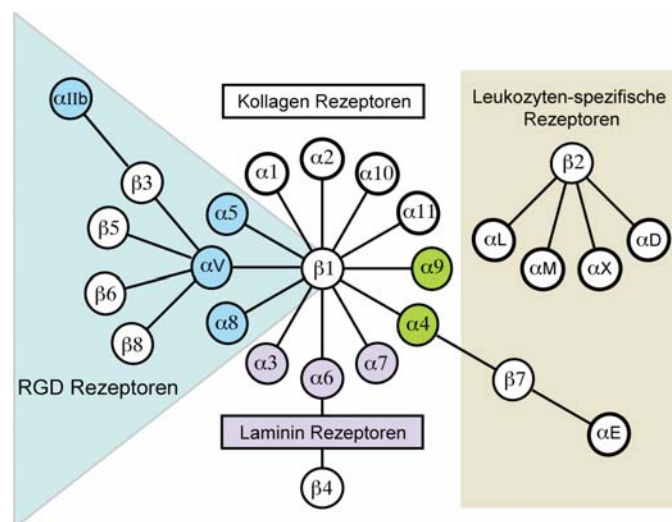 αIIb
Kollagen Rezeptoren
Leukozyten-spezifische
Rezeptoren
β3
α1
α2
α10
β2
β5
α5
α11
αL
αM
αX
αD
αV
β1
α9
β6
β8
α8
α4
α3
α6
α7
RGD Rezeptoren
β7
Laminin Rezeptoren
αE
β4